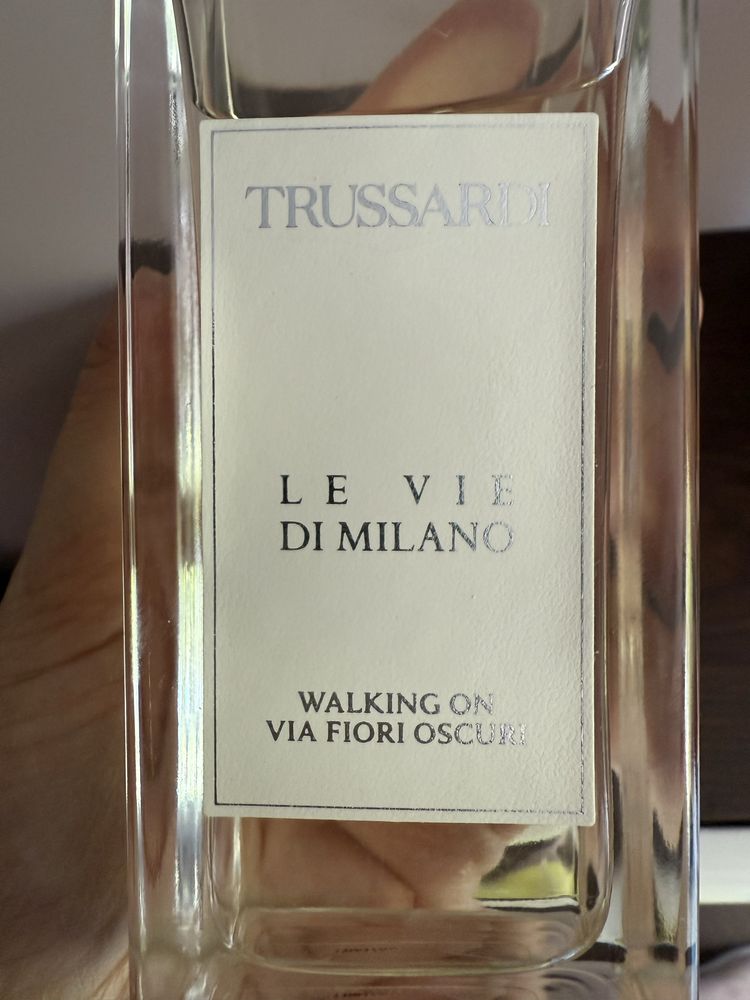 TRUSSARDI
LE VIE
DI MILANO
WALKING ON
VIA FIORI OSCURI